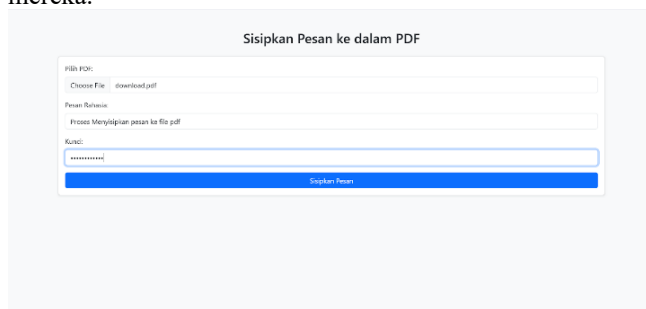 mereka.
Sisipkan Pesan ke dalam PDF
Pilih PDF:
Choose File download.pdf
Pesan Rahasia:
Proses Menyisipkan pesan ke file pdf
Kunci:
••••••••••••
Sisipkan Pesan